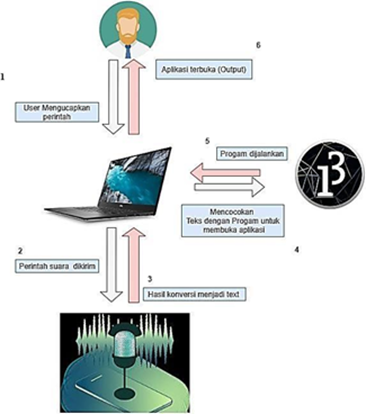 6
1
Aplikasi terbuka (Output)
User Mengucapkan
perintah
5
Progam dijalankan
13
Mencocokan
Teks dengan Progam untuk
membuka aplikasi
2
4
Perintah suara dikirim
3
Hasil konversi menjadi text